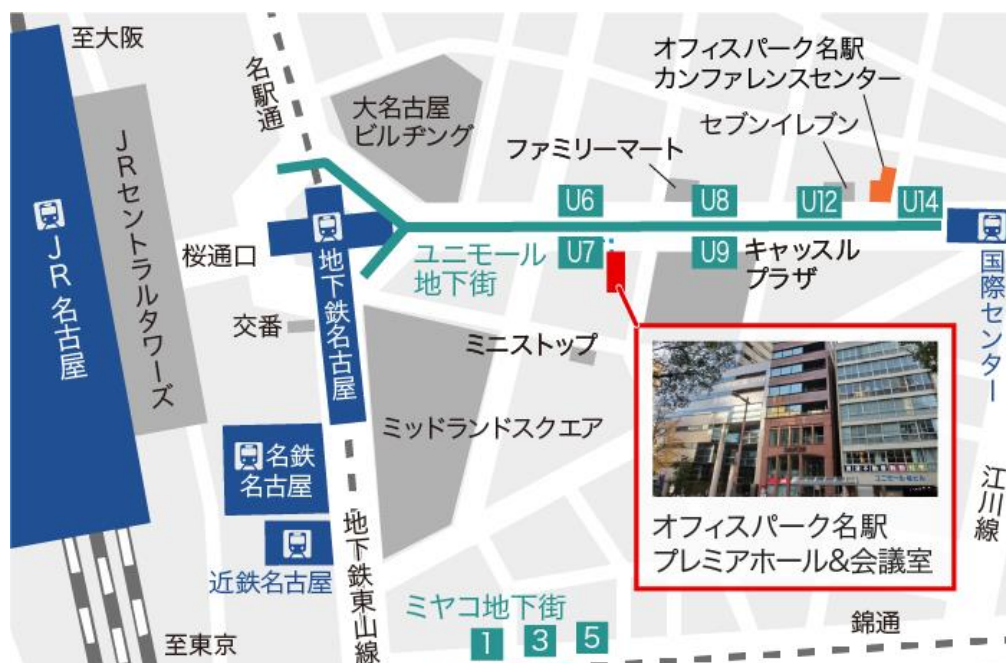 至大阪
名駅通
大名古屋
ビルヂング
オフィスパーク名駅
カンファレンスセンター
セブンイレブン
ファミリーマート
JRセントラルタワーズ
JR名古屋
桜通口
地下鉄名古屋
U6
U8
U12
U14
ユニモール
地下街
U7
U9
キャッスル
プラザ
国際センター
交番
ミニストップ
ミッドランドスクエア
名鉄
名古屋
近鉄名古屋
地下鉄東山線
オフィスパーク名駅
プレミアホール&会議室
江川線
ミヤコ地下街
1
3
5
錦通
至東京